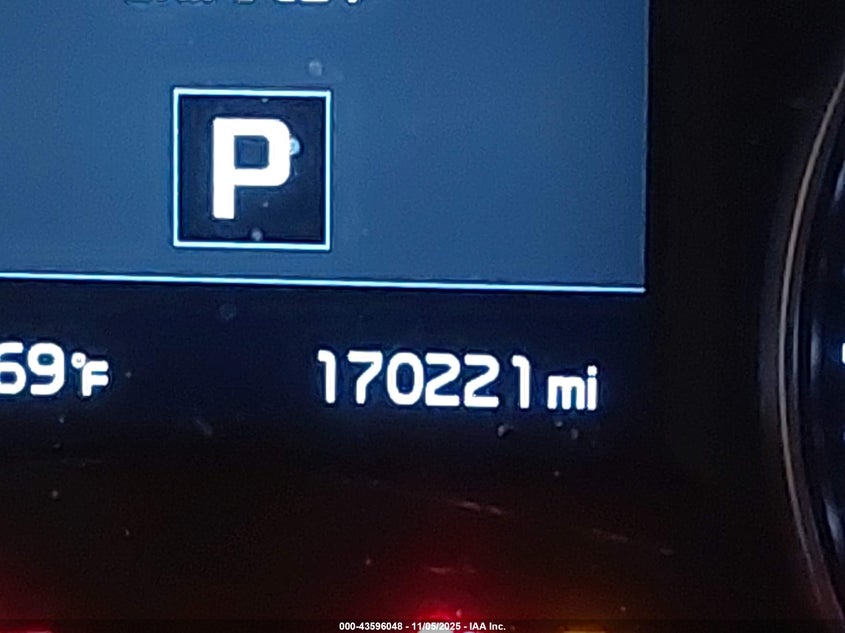 P
69°F
170221 mi
000-43596048 - 11/05/2025 - IAA Inc.